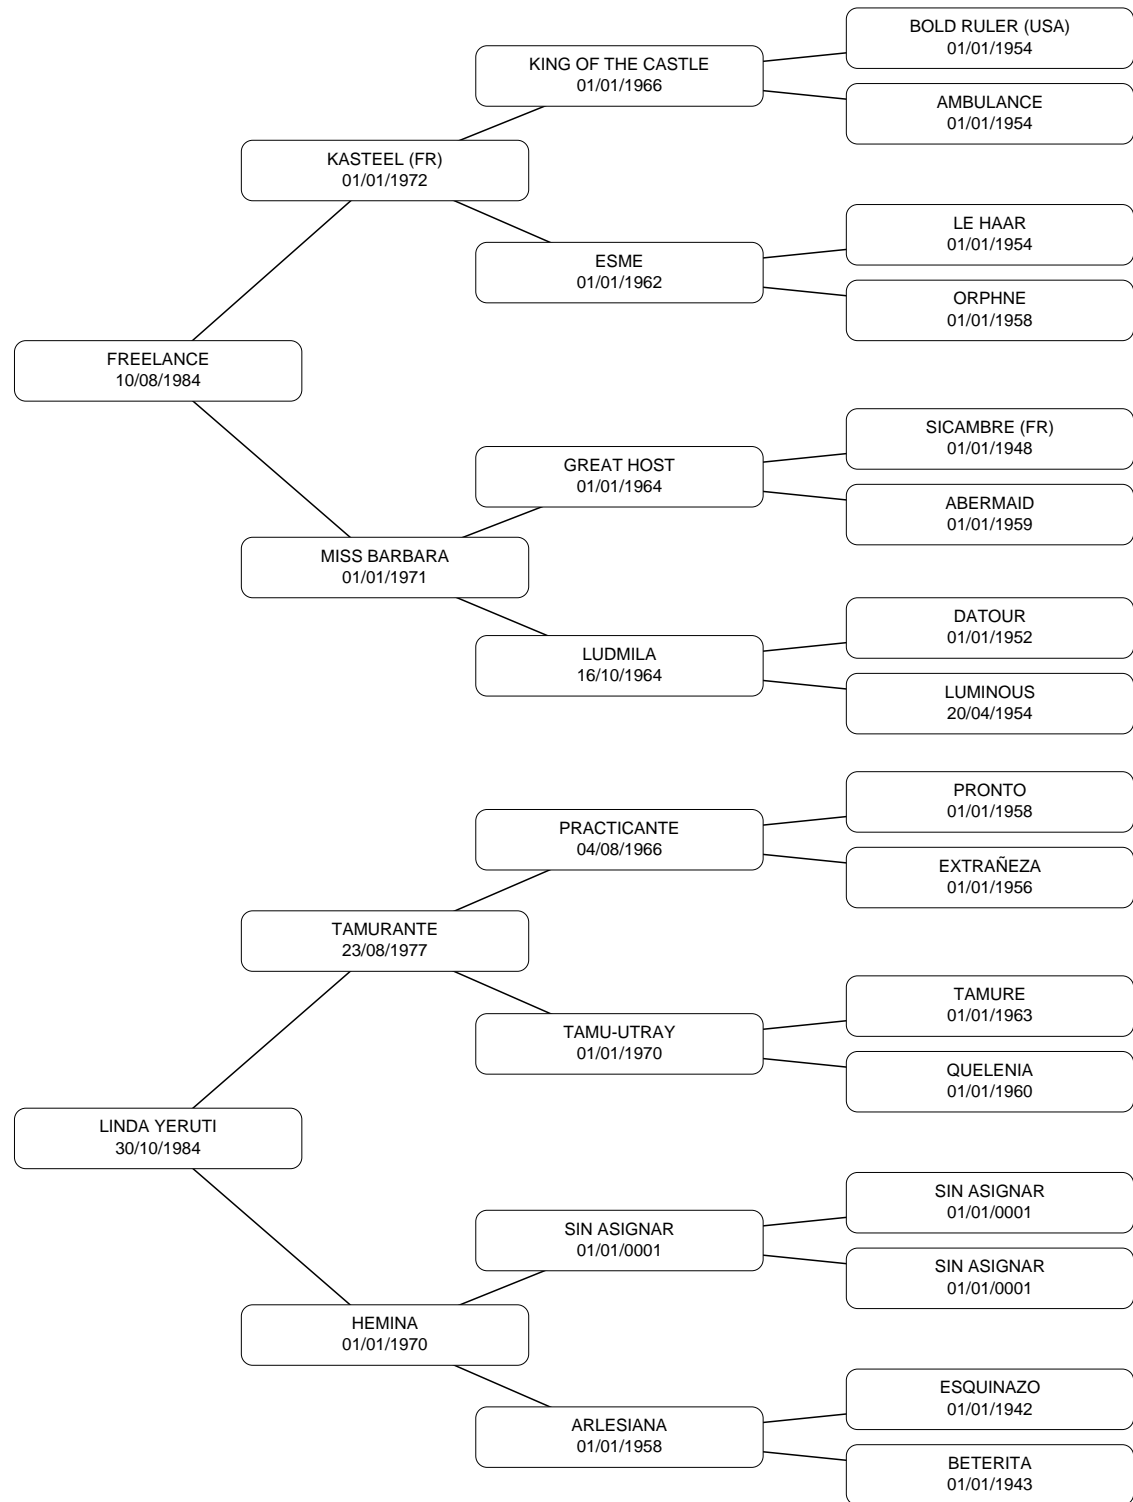 BOLD RULER (USA)
01/01/1954
KING OF THE CASTLE
01/01/1966
AMBULANCE
01/01/1954
KASTEEL (FR)
01/01/1972
LE HAAR
01/01/1954
ESME
01/01/1962
ORPHNE
01/01/1958
FREELANCE
10/08/1984
SICAMBRE (FR)
01/01/1948
GREAT HOST
01/01/1964
ABERMAID
01/01/1959
MISS BARBARA
01/01/1971
DATOUR
01/01/1952
LUDMILA
16/10/1964
LUMINOUS
20/04/1954
PRONTO
01/01/1958
PRACTICANTE
04/08/1966
EXTRAÑEZA
01/01/1956
TAMURANTE
23/08/1977
TAMURE
01/01/1963
TAMU-UTRAY
01/01/1970
QUELENIA
01/01/1960
LINDA YERUTI
30/10/1984
SIN ASIGNAR
01/01/0001
SIN ASIGNAR
01/01/0001
SIN ASIGNAR
01/01/0001
HEMINA
01/01/1970
ESQUINAZO
01/01/1942
ARLESIANA
01/01/1958
BETERITA
01/01/1943